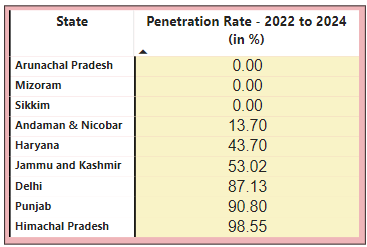 State Penetration Rate - 2022 to 2024
(in %)
Arunachal Pradesh 0.00
Mizoram 0.00
Sikkim 0.00
Andaman & Nicobar 13.70
Haryana 43.70
Jammu and Kashmir 53.02
Delhi 87.13
Punjab 90.80
Himachal Pradesh 98.55